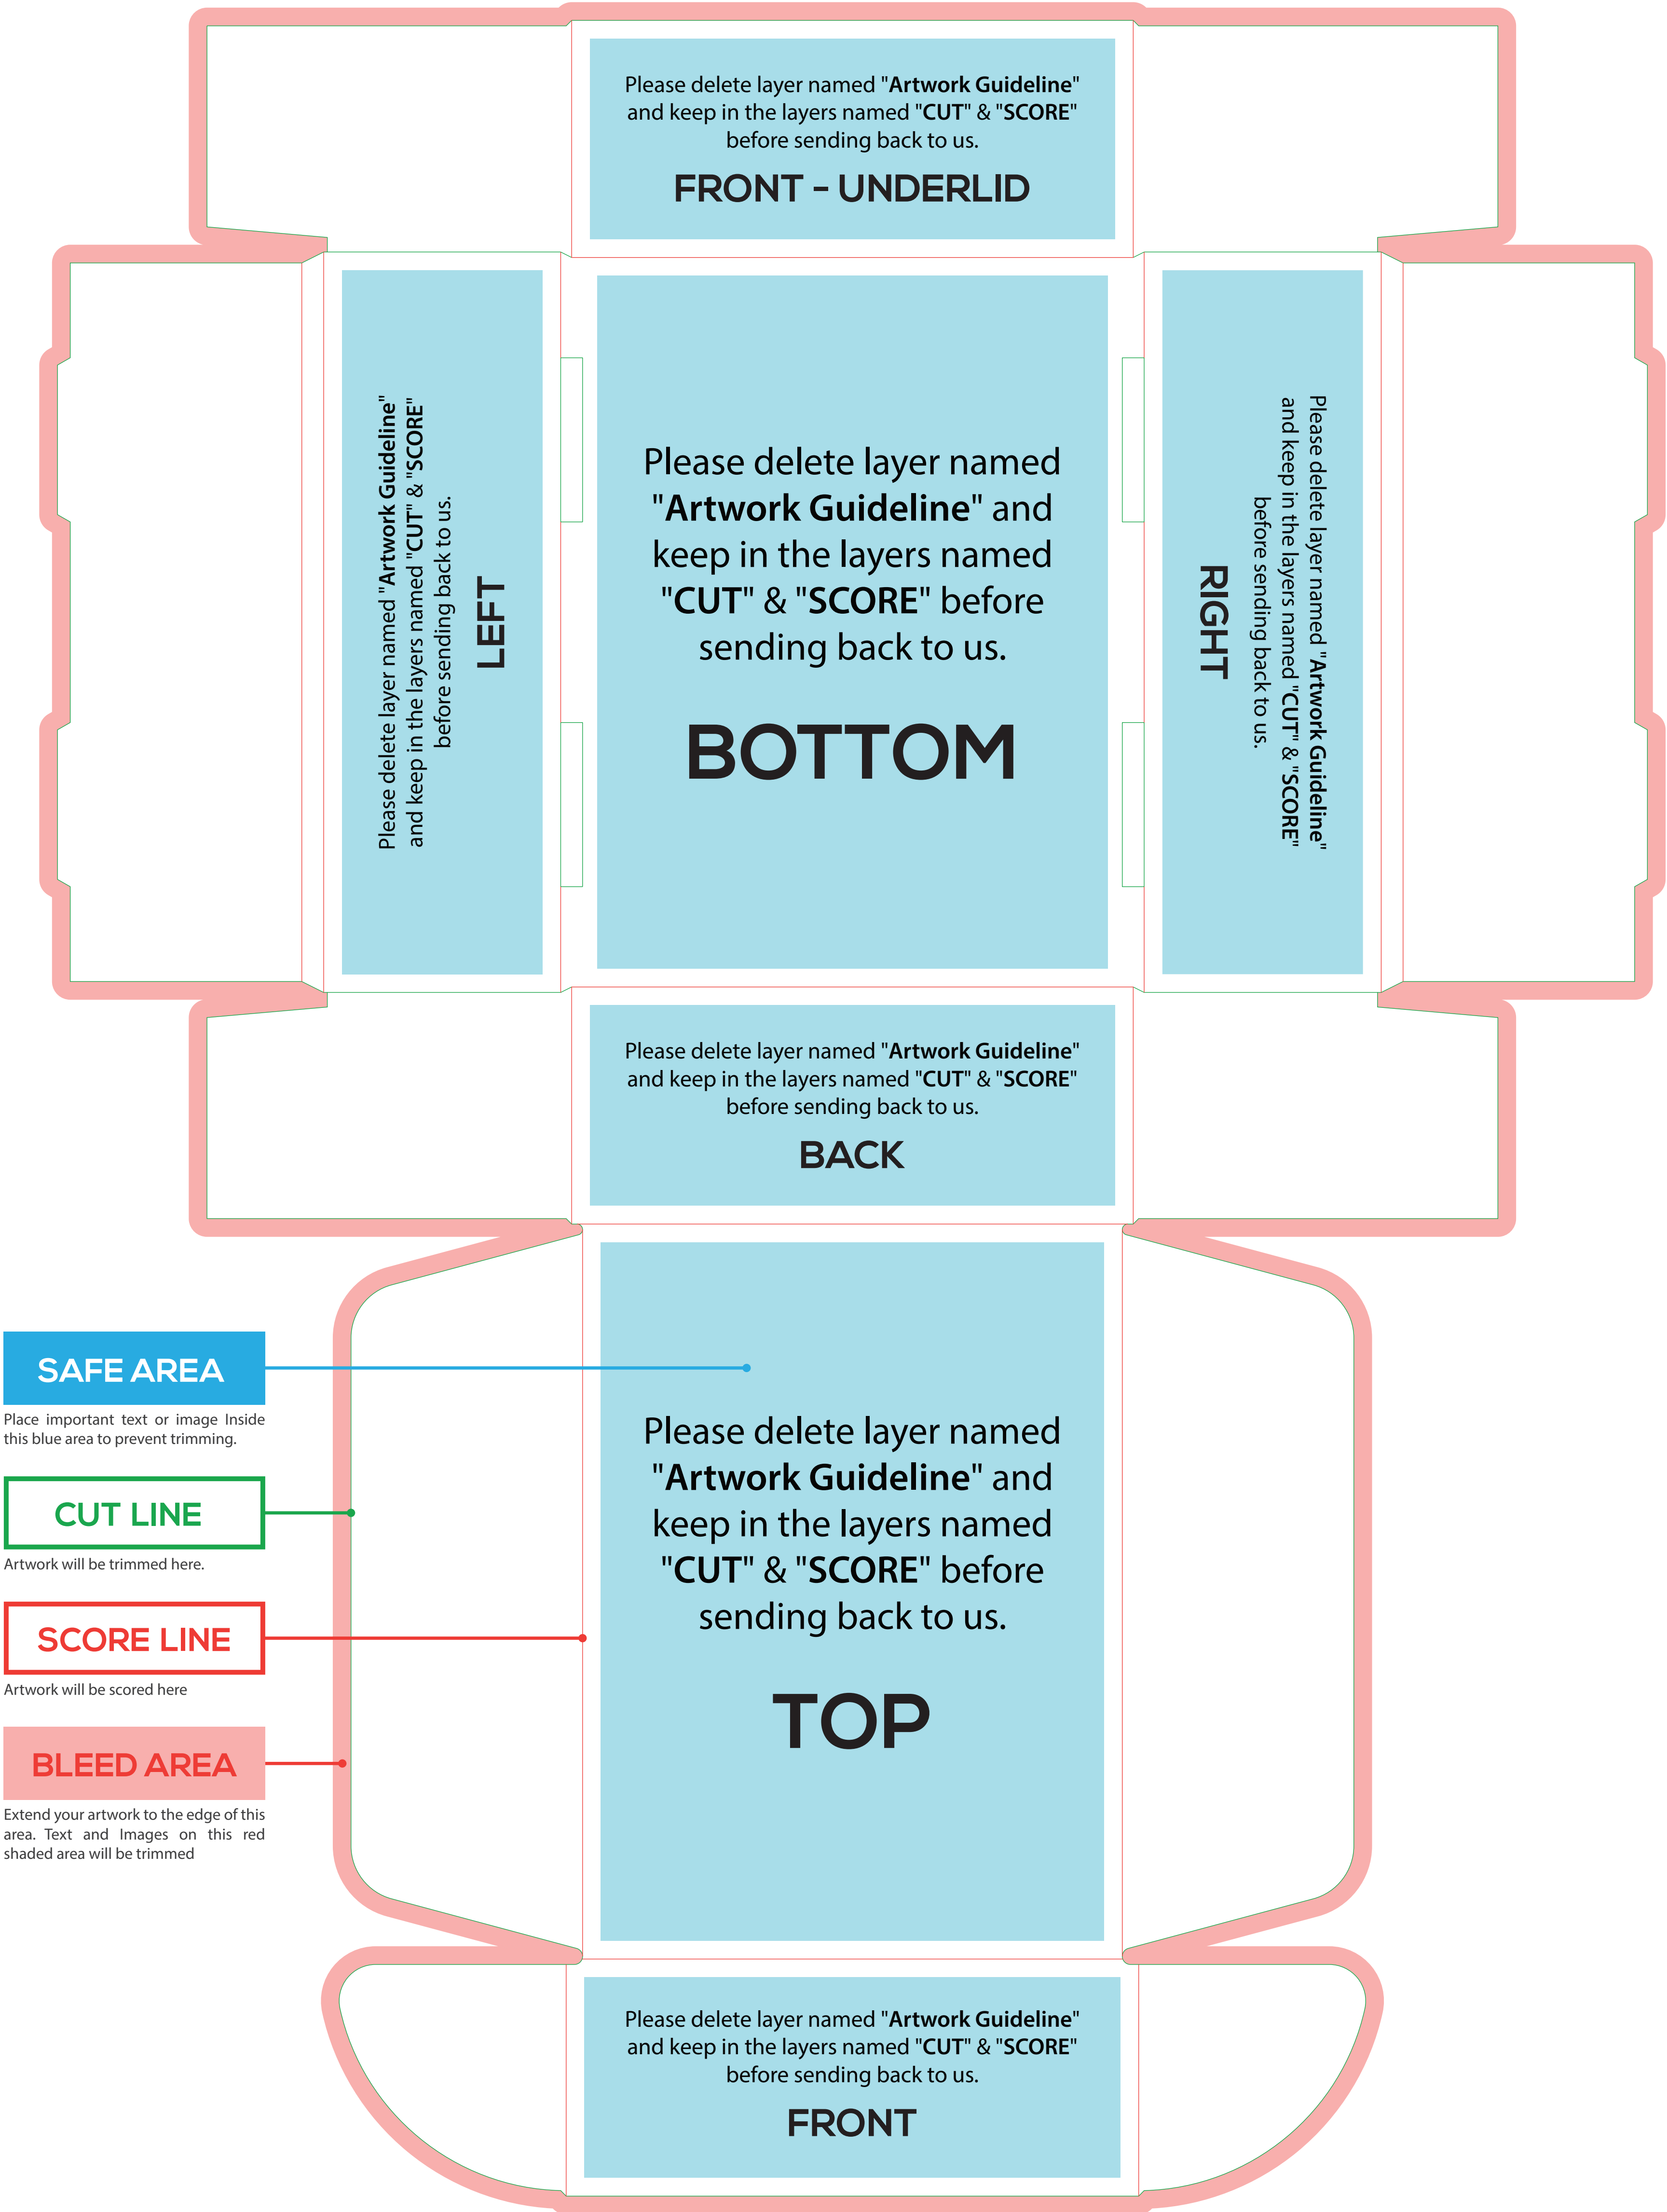 Please delete layer named "Artwork Guideline"
and keep in the layers named "CUT" & "SCORE"
before sending back to us.
FRONT - UNDERLID
Please delete layer named "Artwork Guideline"
and keep in the layers named "CUT" & "SCORE"
before sending back to us.
LEFT
Please delete layer named
"Artwork Guideline" and
keep in the layers named
"CUT" & "SCORE" before
sending back to us.
BOTTOM
Please delete layer named "Artwork Guideline"
and keep in the layers named "CUT" & "SCORE"
before sending back to us.
RIGHT
Please delete layer named "Artwork Guideline"
and keep in the layers named "CUT" & "SCORE"
before sending back to us.
BACK
SAFE AREA
Place important text or image Inside
this blue area to prevent trimming.
CUT LINE
Artwork will be trimmed here.
SCORE LINE
Artwork will be scored here
BLEED AREA
Extend your artwork to the edge of this
area. Text and Images on this red
shaded area will be trimmed
Please delete layer named
"Artwork Guideline" and
keep in the layers named
"CUT" & "SCORE" before
sending back to us.
TOP
Please delete layer named "Artwork Guideline"
and keep in the layers named "CUT" & "SCORE"
before sending back to us.
FRONT